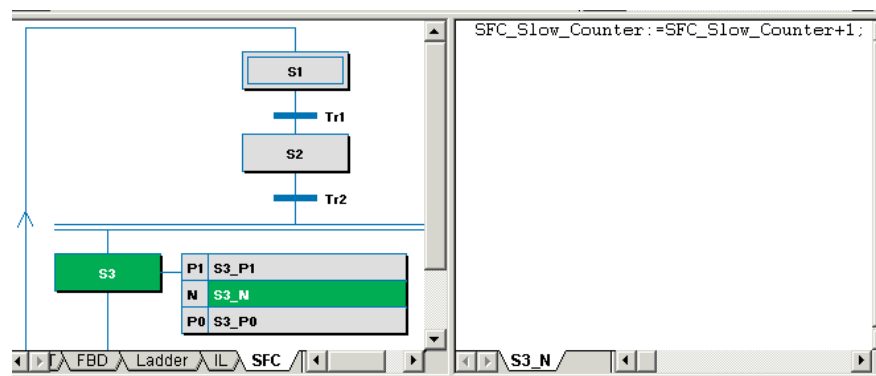 SFC_Slow_Counter:=SFC_Slow_Counter+1;
S1
Tr1
S2
Tr2
S3
P1 S3_P1
N S3_N
P0 S3_P0
FBD Ladder IL SFC
S3_N